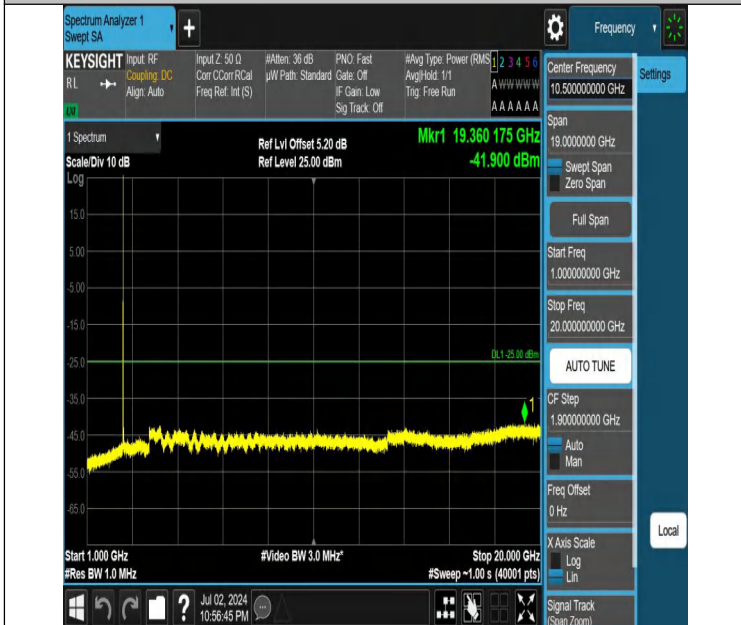 Spectrum Analyzer 1
Swept SA
Frequency
KEYSIGHT
RL
Input: RF
Coupling: DC
Align: Auto
Input Z: 50 Ω
Corr CCorr RCal
Freq Ref: Int (S)
#Atten: 36 dB
µW Path: Standard
PNO: Fast
Gate: Off
IF Gain: Low
Sig Track: Off
#Avg Type: Power (RMS
Avg|Hold: 1/1
Trig: Free Run
1 2 3 4 5 6
A W W W W W
A A A A A A
1 Spectrum
Scale/Div 10 dB
Log
Ref Lvl Offset 5.20 dB
Ref Level 25.00 dBm
Mkr1 19.360 175 GHz
-41.900 dBm
15.0
5.00
-5.00
-15.0
-25.0
-35.0
-45.0
-55.0
-65.0
DL1 -25.00 dBm
1
Start 1.000 GHz
#Res BW 1.0 MHz
#Video BW 3.0 MHz*
Stop 20.000 GHz
#Sweep ~1.00 s (40001 pts)
Jul 02, 2024
10:56:45 PM
Center Frequency
10.500000000 GHz
Settings
Span
19.0000000 GHz
Swept Span
Zero Span
Full Span
Start Freq
1.000000000 GHz
Stop Freq
20.000000000 GHz
AUTO TUNE
CF Step
1.900000000 GHz
Auto
Man
Freq Offset
0 Hz
X Axis Scale
Log
Lin
Signal Track
(Span Zoom)
Local